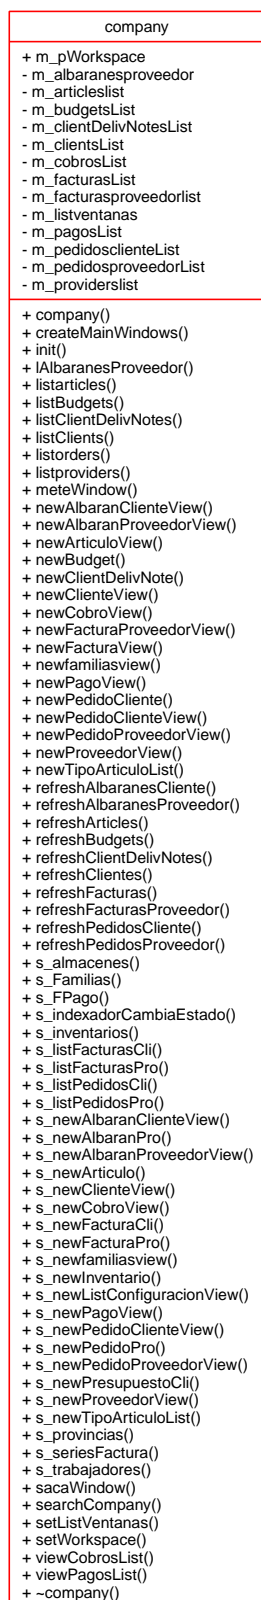 company
+ m_pWorkspace
- m_albaranesproveedor
- m_articleslist
- m_budgetsList
- m_clientDelivNotesList
- m_clientsList
- m_cobrosList
- m_facturasList
- m_facturasproveedorlist
- m_listventanas
- m_pagosList
- m_pedidosclienteList
- m_pedidosproveedorList
- m_providerslist
+ company()
+ createMainWindows()
+ init()
+ lAlbaranesProveedor()
+ listarticles()
+ listBudgets()
+ listClientDelivNotes()
+ listClients()
+ listorders()
+ listproviders()
+ meteWindow()
+ newAlbaranClienteView()
+ newAlbaranProveedorView()
+ newArticuloView()
+ newBudget()
+ newClientDelivNote()
+ newClienteView()
+ newCobroView()
+ newFacturaProveedorView()
+ newFacturaView()
+ newfamiliasview()
+ newPagoView()
+ newPedidoCliente()
+ newPedidoClienteView()
+ newPedidoProveedorView()
+ newProveedorView()
+ newTipoArticuloList()
+ refreshAlbaranesCliente()
+ refreshAlbaranesProveedor()
+ refreshArticles()
+ refreshBudgets()
+ refreshClientDelivNotes()
+ refreshClientes()
+ refreshFacturas()
+ refreshFacturasProveedor()
+ refreshPedidosCliente()
+ refreshPedidosProveedor()
+ s_almacenes()
+ s_Familias()
+ s_FPago()
+ s_indexadorCambiaEstado()
+ s_inventarios()
+ s_listFacturasCli()
+ s_listFacturasPro()
+ s_listPedidosCli()
+ s_listPedidosPro()
+ s_newAlbaranClienteView()
+ s_newAlbaranPro()
+ s_newAlbaranProveedorView()
+ s_newArticulo()
+ s_newClienteView()
+ s_newCobroView()
+ s_newFacturaCli()
+ s_newFacturaPro()
+ s_newfamiliasview()
+ s_newInventario()
+ s_newListConfiguracionView()
+ s_newPagoView()
+ s_newPedidoClienteView()
+ s_newPedidoPro()
+ s_newPedidoProveedorView()
+ s_newPresupuestoCli()
+ s_newProveedorView()
+ s_newTipoArticuloList()
+ s_provincias()
+ s_seriesFactura()
+ s_trabajadores()
+ sacaWindow()
+ searchCompany()
+ setListVentanas()
+ setWorkspace()
+ viewCobrosList()
+ viewPagosList()
+ ~company()